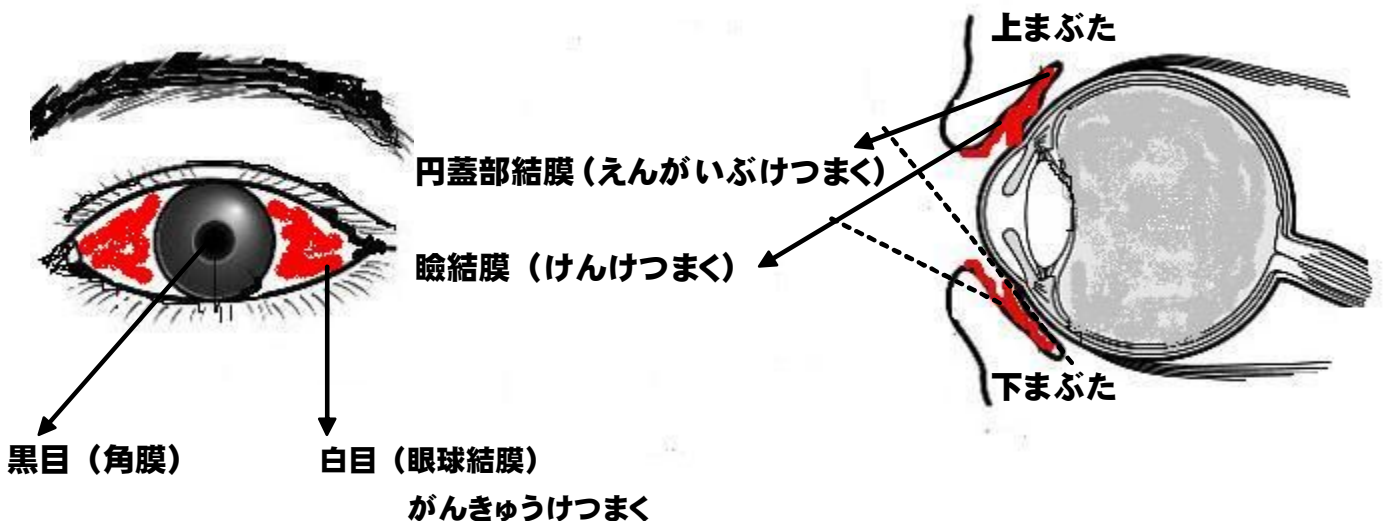 上まぶた
円蓋部結膜（えんがいぶけつまく）
瞼結膜（けんけつまく）
下まぶた
黒目（角膜）
白目（眼球結膜）
がんきゅうけつまく